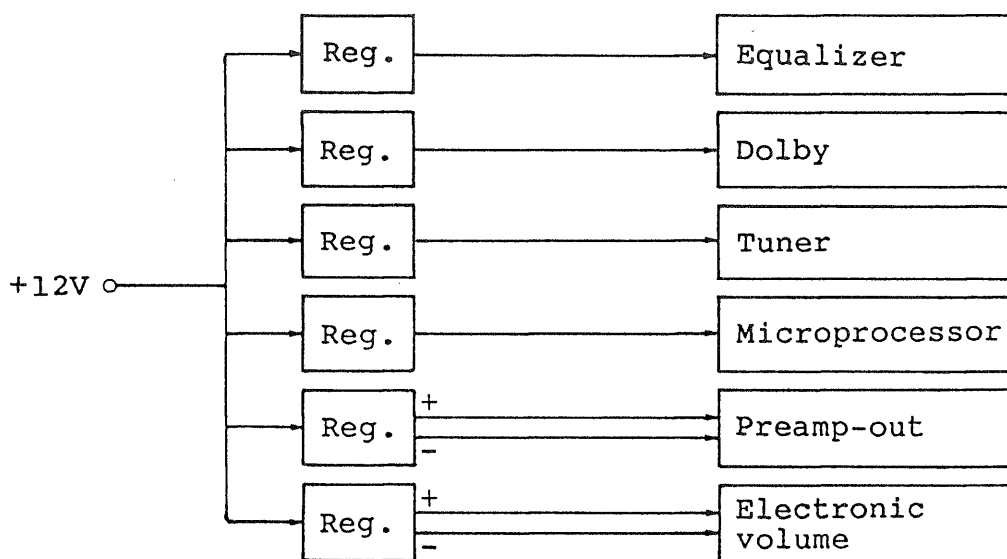 Reg.
Equalizer
Reg.
Dolby
Reg.
Tuner
+12V
Reg.
Microprocessor
+
Reg.
Preamp-out
-
+
Reg.
Electronic
volume
-